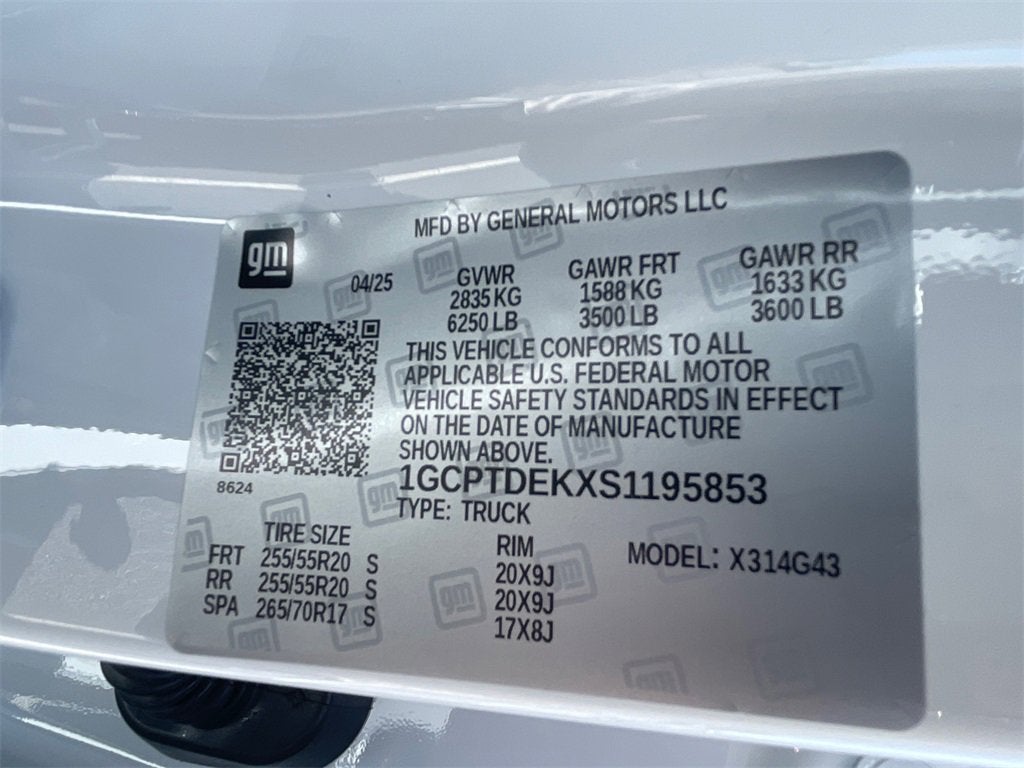 MFD BY GENERAL MOTORS LLC
gm
04/25
GVWR GAWR FRT GAWR RR
2835 KG 1588 KG 1633 KG
6250 LB 3500 LB 3600 LB
THIS VEHICLE CONFORMS TO ALL
APPLICABLE U.S. FEDERAL MOTOR
VEHICLE SAFETY STANDARDS IN EFFECT
ON THE DATE OF MANUFACTURE
SHOWN ABOVE.
8624
1GCPTDEKXS1195853
TYPE: TRUCK
TIRE SIZE RIM MODEL: X314G43
FRT 255/55R20 S 20X9J
RR 255/55R20 S 20X9J
SPA 265/70R17 S 17X8J